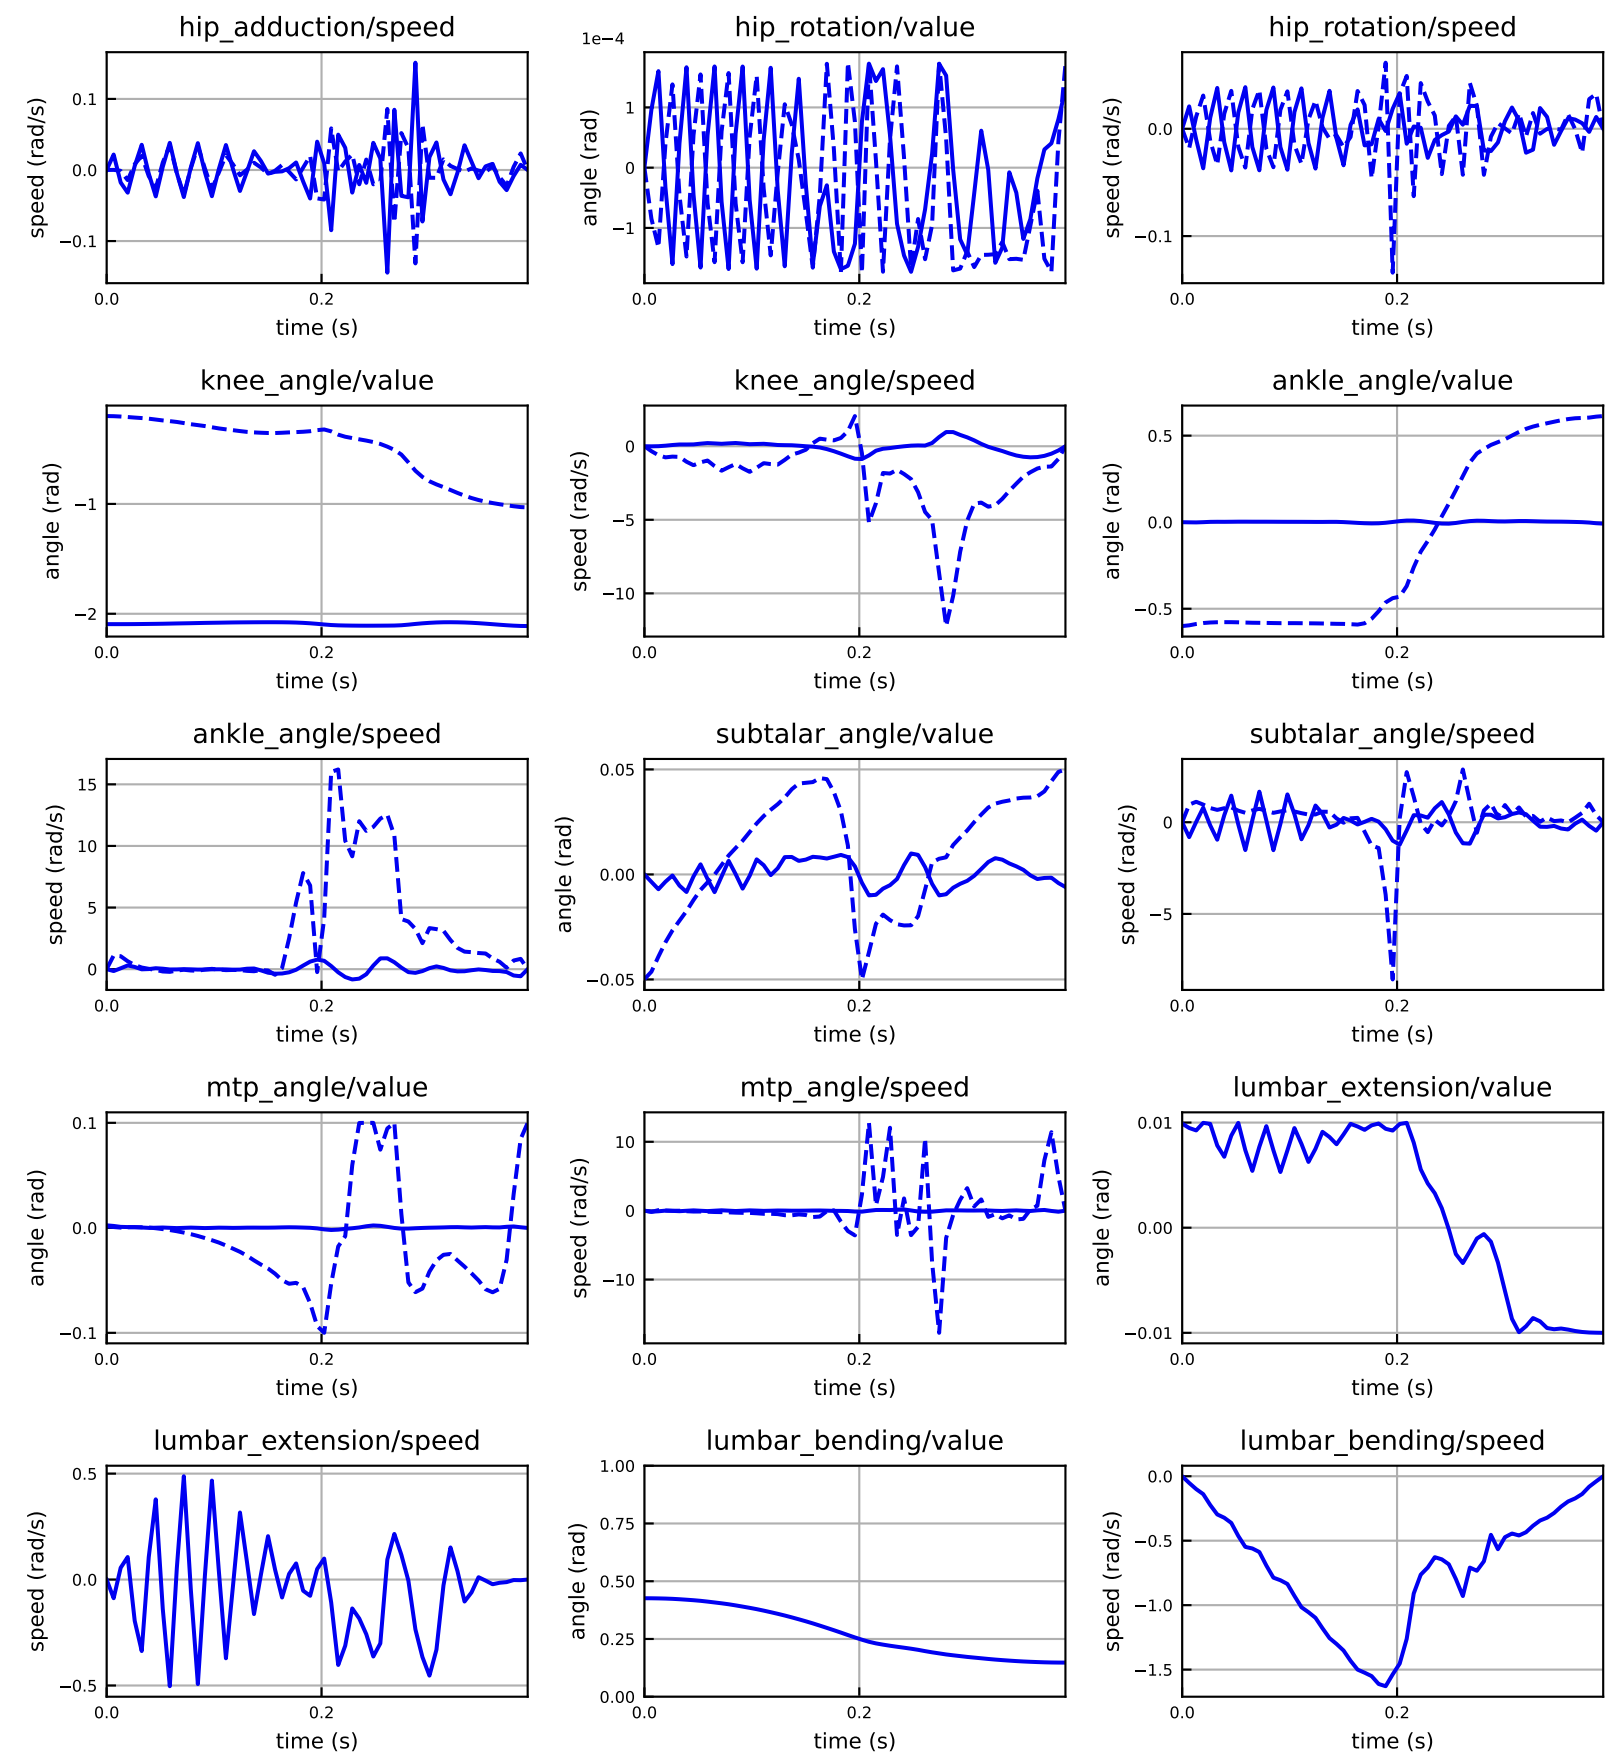 hip_adduction/speed
speed (rad/s)
0.1
0.0
−0.1
0.0
0.2
time (s)
hip_rotation/value
1e−4
angle (rad)
1
0
−1
0.0
0.2
time (s)
hip_rotation/speed
speed (rad/s)
0.0
−0.1
0.0
0.2
time (s)
knee_angle/value
angle (rad)
−1
−2
0.0
0.2
time (s)
knee_angle/speed
speed (rad/s)
0
−5
−10
0.0
0.2
time (s)
ankle_angle/value
angle (rad)
0.5
0.0
−0.5
0.0
0.2
time (s)
ankle_angle/speed
speed (rad/s)
15
10
5
0
0.0
0.2
time (s)
subtalar_angle/value
angle (rad)
0.05
0.00
−0.05
0.0
0.2
time (s)
subtalar_angle/speed
speed (rad/s)
0
−5
0.0
0.2
time (s)
mtp_angle/value
angle (rad)
0.1
0.0
−0.1
0.0
0.2
time (s)
mtp_angle/speed
speed (rad/s)
10
0
−10
0.0
0.2
time (s)
lumbar_extension/value
angle (rad)
0.01
0.00
−0.01
0.0
0.2
time (s)
lumbar_extension/speed
speed (rad/s)
0.5
0.0
−0.5
0.0
0.2
time (s)
lumbar_bending/value
angle (rad)
1.00
0.75
0.50
0.25
0.00
0.0
0.2
time (s)
lumbar_bending/speed
speed (rad/s)
0.0
−0.5
−1.0
−1.5
0.0
0.2
time (s)